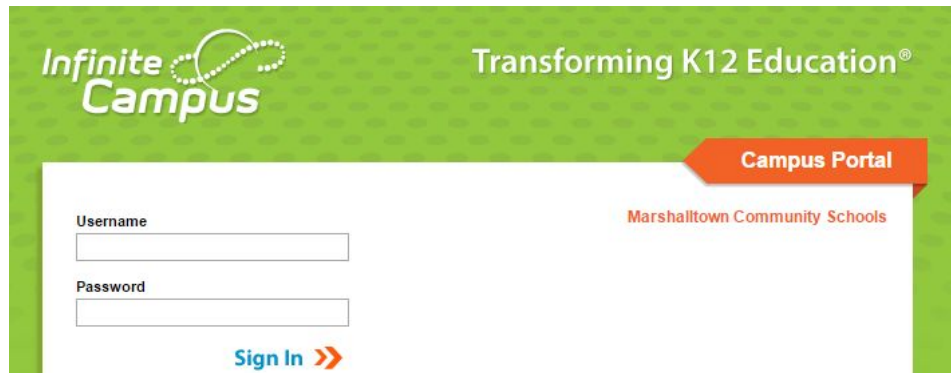 Infinite
Campus
Transforming K12 Education®
Campus Portal
Marshalltown Community Schools
Username
Password
Sign In